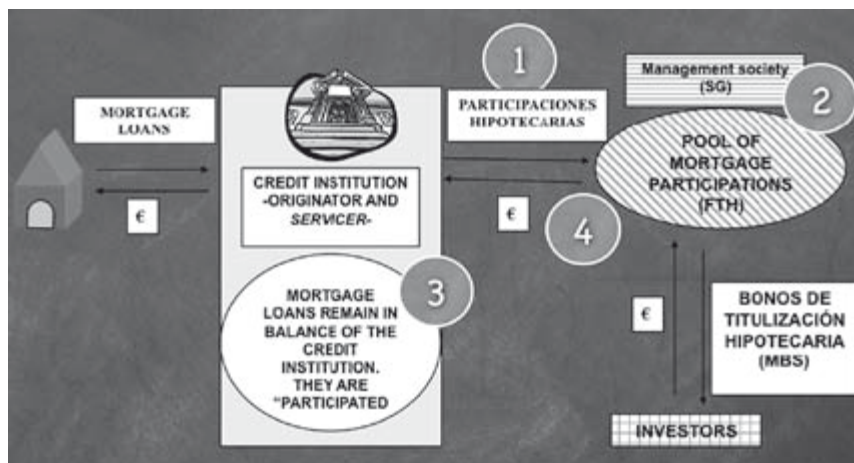 MORTGAGE
LOANS
€
CREDIT INSTITUTION
-ORIGINATOR AND
SERVICER-
3
MORTGAGE
LOANS REMAIN IN
BALANCE OF THE
CREDIT
INSTITUTION.
THEY ARE
“PARTICIPATED
1
PARTICIPACIONES
HIPOTECARIAS
€
4
Management society
(SG)
2
POOL OF
MORTGAGE
PARTICIPATIONS
(FTH)
€
BONOS DE
TITULIZACIÓN
HIPOTECARIA
(MBS)
INVESTORS